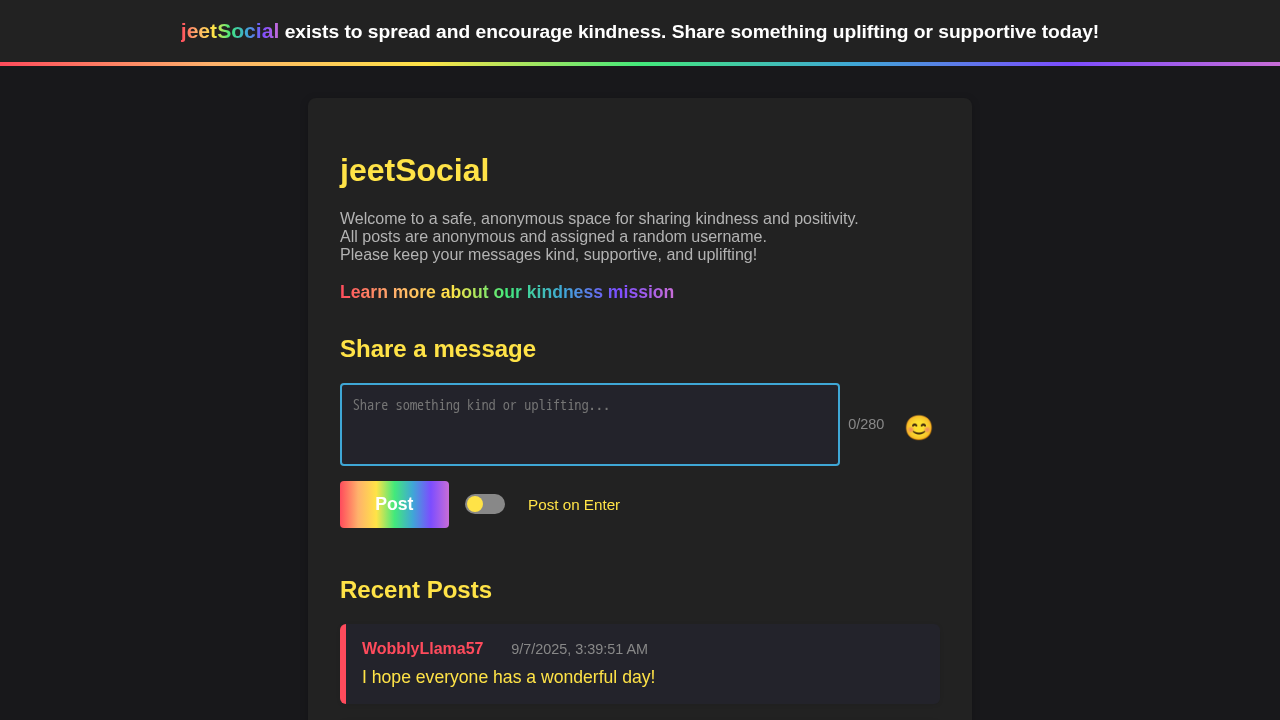 jeetSocial exists to spread and encourage kindness. Share something uplifting or supportive today!
jeetSocial
Welcome to a safe, anonymous space for sharing kindness and positivity.
All posts are anonymous and assigned a random username.
Please keep your messages kind, supportive, and uplifting!
Learn more about our kindness mission
Share a message
Share something kind or uplifting...
0/280
Post
Post on Enter
Recent Posts
WobblyLlama57 9/7/2025, 3:39:51 AM
I hope everyone has a wonderful day!